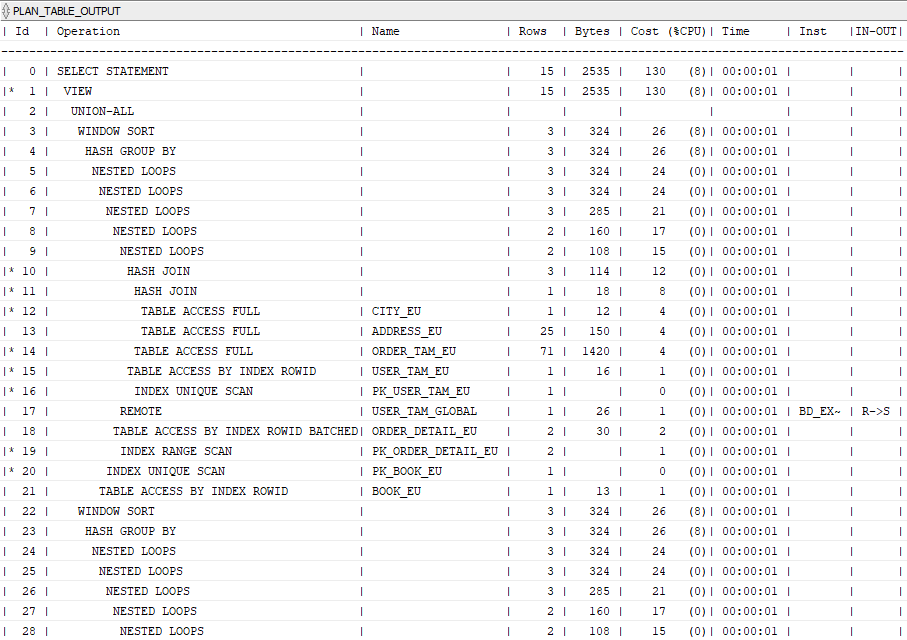 PLAN_TABLE_OUTPUT
| Id | Operation | Name | Rows | Bytes | Cost (%CPU)| Time | Inst |IN-OUT|
------------------------------------------------------------------------------------------------------------------------
| 0 | SELECT STATEMENT | | 15 | 2535 | 130 (8)| 00:00:01 | | |
|* 1 | VIEW | | 15 | 2535 | 130 (8)| 00:00:01 | | |
| 2 | UNION-ALL | | | | | | | |
| 3 | WINDOW SORT | | 3 | 324 | 26 (8)| 00:00:01 | | |
| 4 | HASH GROUP BY | | 3 | 324 | 26 (8)| 00:00:01 | | |
| 5 | NESTED LOOPS | | 3 | 324 | 24 (0)| 00:00:01 | | |
| 6 | NESTED LOOPS | | 3 | 324 | 24 (0)| 00:00:01 | | |
| 7 | NESTED LOOPS | | 3 | 285 | 21 (0)| 00:00:01 | | |
| 8 | NESTED LOOPS | | 2 | 160 | 17 (0)| 00:00:01 | | |
| 9 | NESTED LOOPS | | 2 | 108 | 15 (0)| 00:00:01 | | |
|* 10 | HASH JOIN | | 3 | 114 | 12 (0)| 00:00:01 | | |
|* 11 | HASH JOIN | | 1 | 18 | 8 (0)| 00:00:01 | | |
|* 12 | TABLE ACCESS FULL | CITY_EU | 1 | 12 | 4 (0)| 00:00:01 | | |
| 13 | TABLE ACCESS FULL | ADDRESS_EU | 25 | 150 | 4 (0)| 00:00:01 | | |
|* 14 | TABLE ACCESS FULL | ORDER_TAM_EU | 71 | 1420 | 4 (0)| 00:00:01 | | |
|* 15 | TABLE ACCESS BY INDEX ROWID | USER_TAM_EU | 1 | 16 | 1 (0)| 00:00:01 | | |
|* 16 | INDEX UNIQUE SCAN | PK_USER_TAM_EU | 1 | | 0 (0)| 00:00:01 | | |
| 17 | REMOTE | USER_TAM_GLOBAL | 1 | 26 | 1 (0)| 00:00:01 | BD_EX~ | R->S |
| 18 | TABLE ACCESS BY INDEX ROWID BATCHED| ORDER_DETAIL_EU | 2 | 30 | 2 (0)| 00:00:01 | | |
|* 19 | INDEX RANGE SCAN | PK_ORDER_DETAIL_EU | 2 | | 1 (0)| 00:00:01 | | |
|* 20 | INDEX UNIQUE SCAN | PK_BOOK_EU | 1 | | 0 (0)| 00:00:01 | | |
| 21 | TABLE ACCESS BY INDEX ROWID | BOOK_EU | 1 | 13 | 1 (0)| 00:00:01 | | |
| 22 | WINDOW SORT | | 3 | 324 | 26 (8)| 00:00:01 | | |
| 23 | HASH GROUP BY | | 3 | 324 | 26 (8)| 00:00:01 | | |
| 24 | NESTED LOOPS | | 3 | 324 | 24 (0)| 00:00:01 | | |
| 25 | NESTED LOOPS | | 3 | 324 | 24 (0)| 00:00:01 | | |
| 26 | NESTED LOOPS | | 3 | 285 | 21 (0)| 00:00:01 | | |
| 27 | NESTED LOOPS | | 2 | 160 | 17 (0)| 00:00:01 | | |
| 28 | NESTED LOOPS | | 2 | 108 | 15 (0)| 00:00:01 | | |